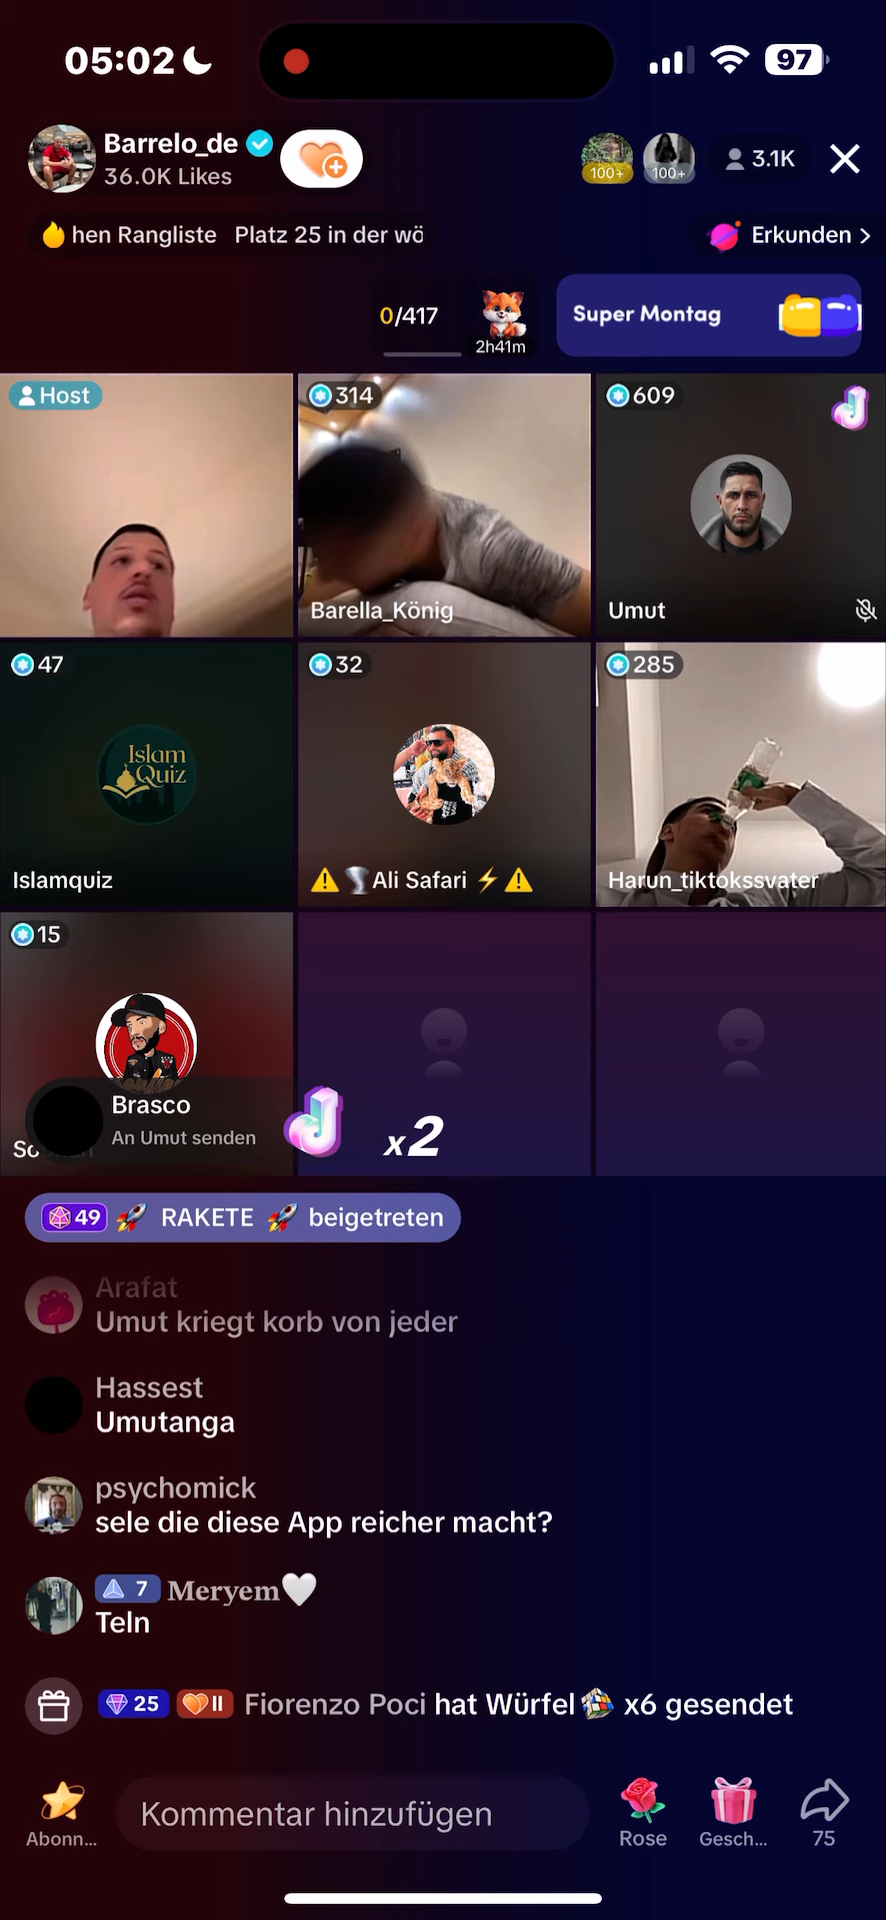 05:02
97
Barrelo_de
36.0K Likes
100+
100+
3.1K
hen Rangliste Platz 25 in der wö
Erkunden >
0/417
2h41m
Super Montag
Host
314
Barella_König
609
Umut
47
Islam
Quiz
Islamquiz
32
Ali Safari
285
Harun_tiktokssvater
15
Brasco
An Umut senden
x2
49 RAKETE beigetreten
Arafat
Umut kriegt korb von jeder
Hassest
Umutanga
psychomick
sele die diese App reicher macht?
7 Meryem
Teln
25 II Fiorenzo Poci hat Würfel x6 gesendet
Abonn...
Kommentar hinzufügen
Rose
Gesch...
75